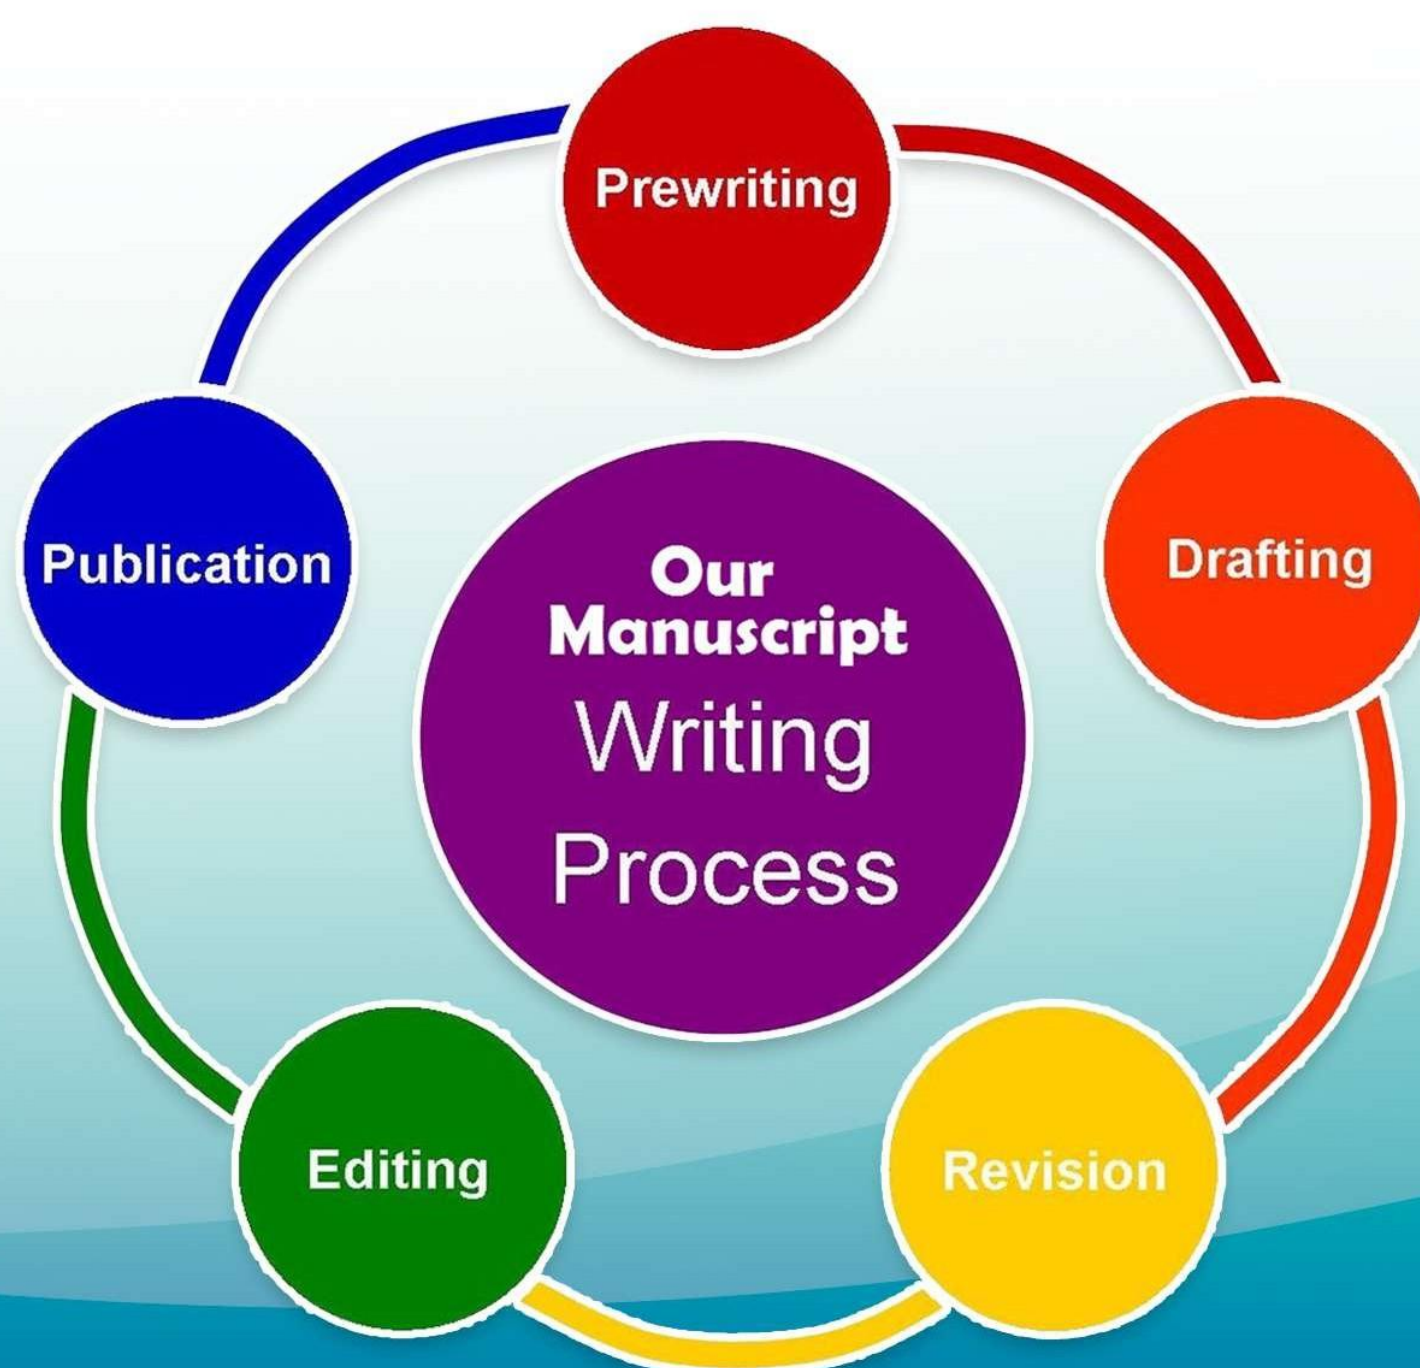 Prewriting
Drafting
Revision
Editing
Publication
Our
Manuscript
Writing
Process